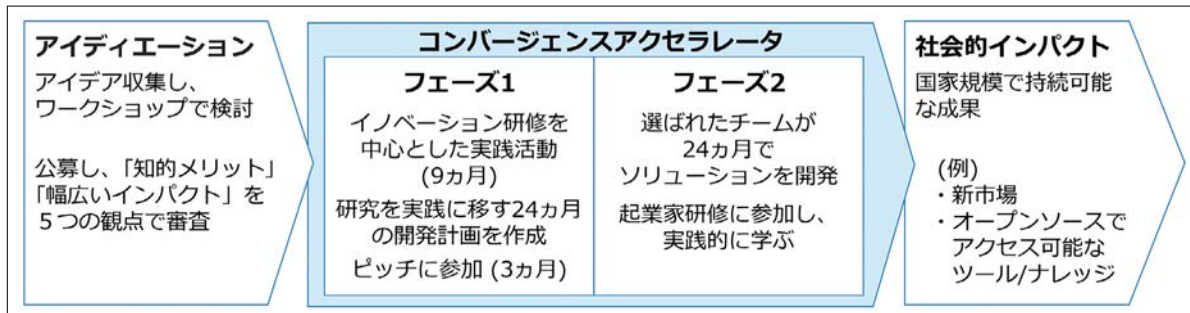 アイディエーション
アイデア収集し、
ワークショップで検討
公募し、「知的メリット」
「幅広いインパクト」を
５つの観点で審査
コンバージェンスアクセラレータ
フェーズ1
イノベーション研修を
中心とした実践活動
(9ヵ月)
研究を実践に移す24ヵ月
の開発計画を作成
ピッチに参加 (3ヵ月)
フェーズ2
選ばれたチームが
24ヵ月で
ソリューションを開発
起業家研修に参加し、
実践的に学ぶ
社会的インパクト
国家規模で持続可能
な成果
(例)
・新市場
・オープンソースで
アクセス可能な
ツール/ナレッジ